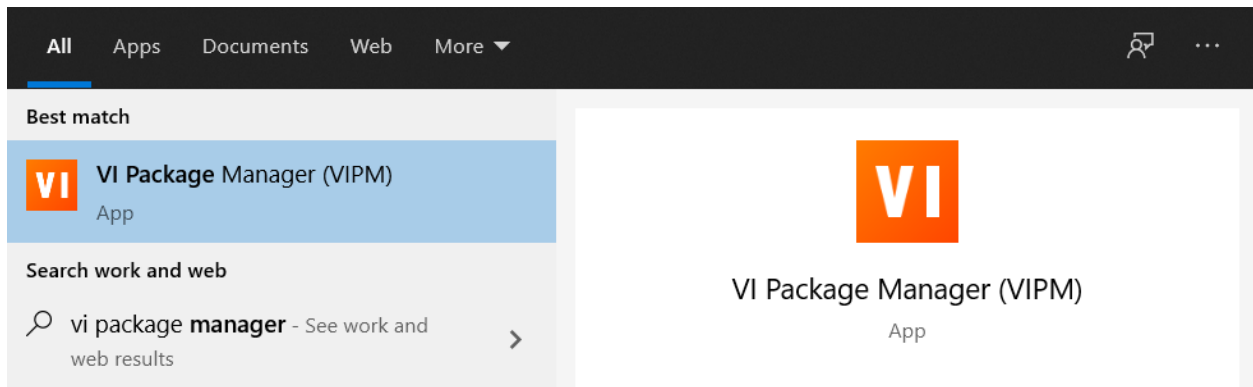 All Apps Documents Web More
Best match
VI
VI Package Manager (VIPM)
App
Search work and web
vi package manager - See work and
web results
VI
VI Package Manager (VIPM)
App